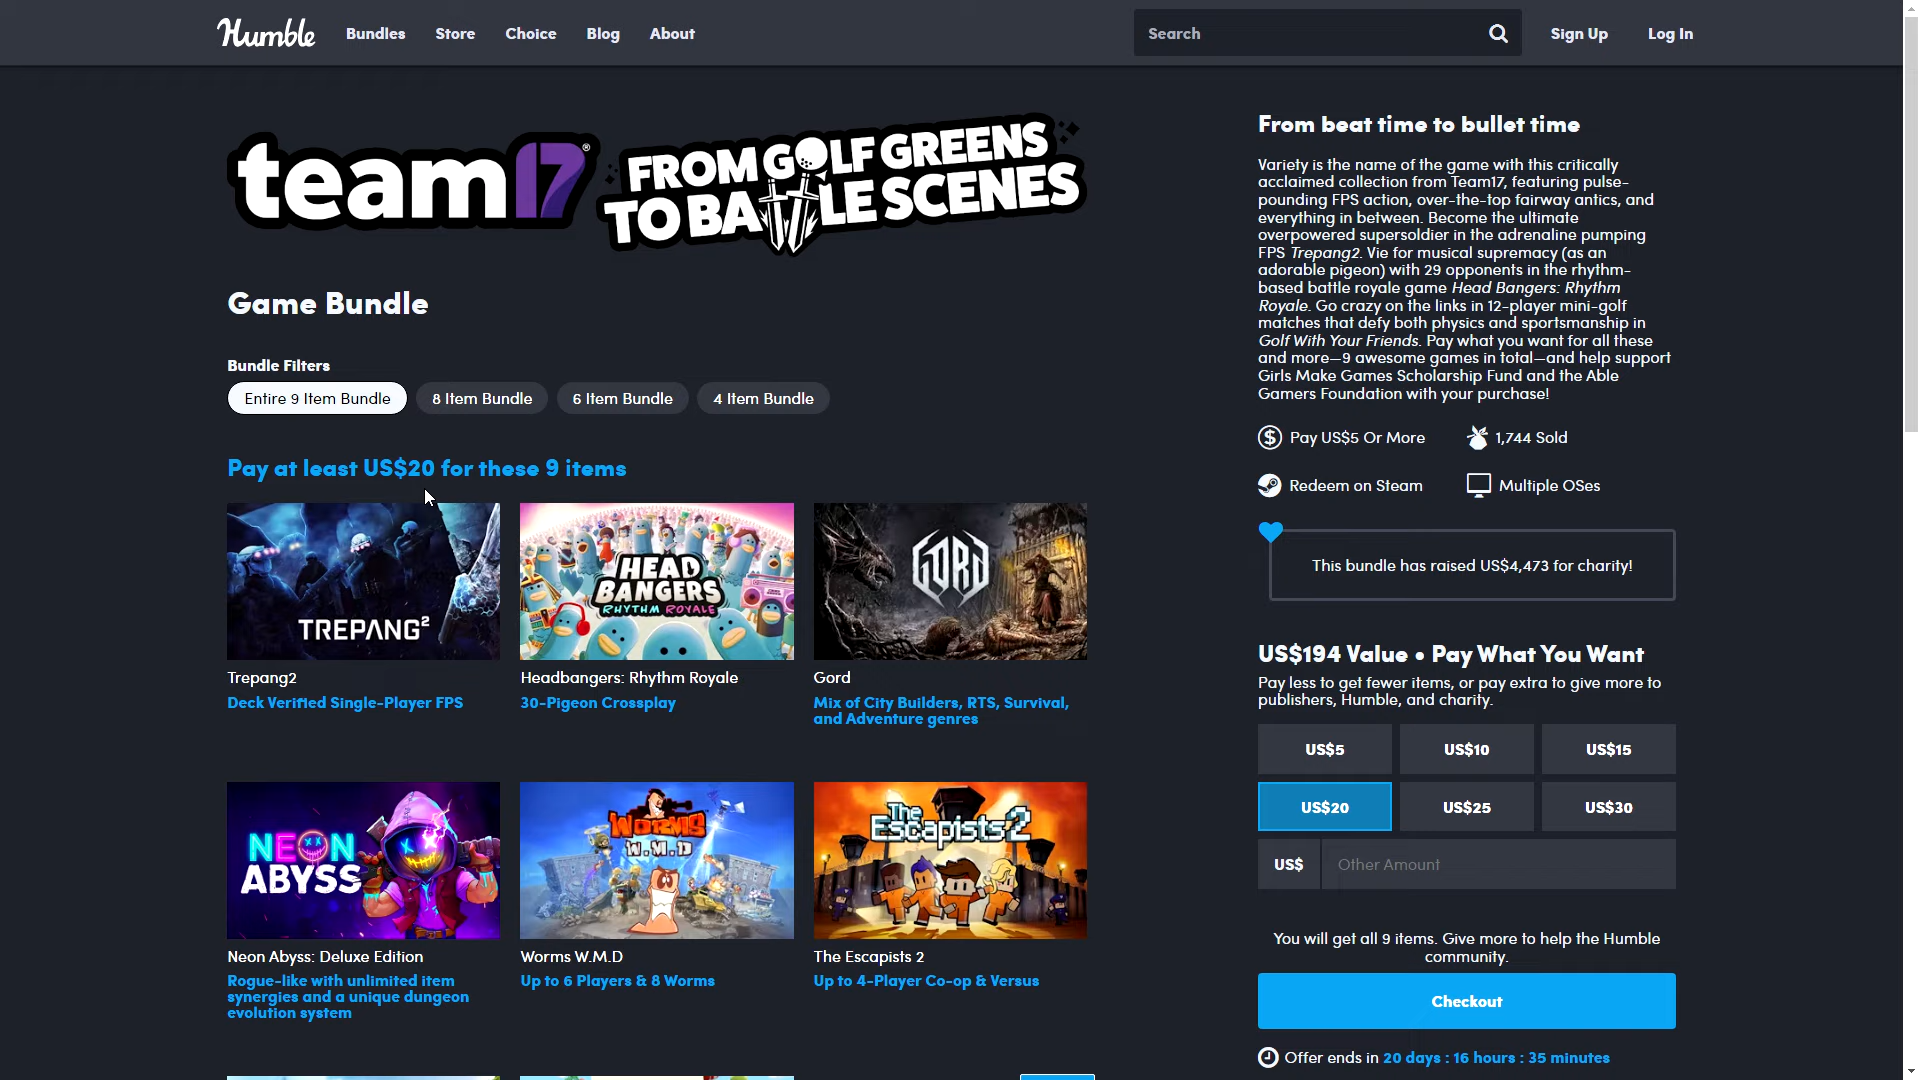 Humble
Bundles
Store
Choice
Blog
About
Search
Sign Up
Log In
team17®
FROM GOLF GREENS
TO BATTLE SCENES
Game Bundle
Bundle Filters
Entire 9 Item Bundle
8 Item Bundle
6 Item Bundle
4 Item Bundle
Pay at least US$20 for these 9 items
TREPANG²
HEAD
BANGERS
RHYTHM ROYALE
GORD
Trepang2
Deck Verified Single-Player FPS
Headbangers: Rhythm Royale
30-Pigeon Crossplay
Gord
Mix of City Builders, RTS, Survival,
and Adventure genres
NEON
ABYSS
WORMS
W.M.D
The
Escapists 2
Neon Abyss: Deluxe Edition
Rogue-like with unlimited item
synergies and a unique dungeon
evolution system
Worms W.M.D
Up to 6 Players & 8 Worms
The Escapists 2
Up to 4-Player Co-op & Versus
From beat time to bullet time
Variety is the name of the game with this critically
acclaimed collection from Team17, featuring pulse-
pounding FPS action, over-the-top fairway antics, and
everything in between. Become the ultimate
overpowered supersoldier in the adrenaline pumping
FPS Trepang2. Vie for musical supremacy (as an
adorable pigeon) with 29 opponents in the rhythm-
based battle royale game Head Bangers: Rhythm
Royale. Go crazy on the links in 12-player mini-golf
matches that defy both physics and sportsmanship in
Golf With Your Friends. Pay what you want for all these
and more—9 awesome games in total—and help support
Girls Make Games Scholarship Fund and the Able
Gamers Foundation with your purchase!
Pay US$5 Or More
1,744 Sold
Redeem on Steam
Multiple OSes
This bundle has raised US$4,473 for charity!
US$194 Value • Pay What You Want
Pay less to get fewer items, or pay extra to give more to
publishers, Humble, and charity.
US$5
US$10
US$15
US$20
US$25
US$30
US$
Other Amount
You will get all 9 items. Give more to help the Humble
community.
Checkout
Offer ends in 20 days : 16 hours : 35 minutes